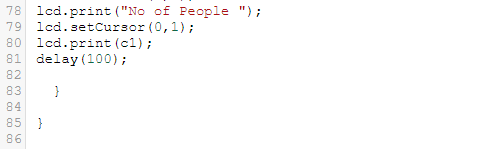 78 lcd.print("No of People ");
79 lcd.setCursor(0,1);
80 lcd.print(c1);
81 delay(100);
82
83 }
84
85 }
86